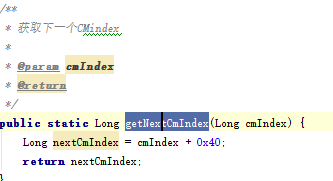 /**
* 获取下一个CMindex
*
* @param cmIndex
* @return
*/
public static Long getNextCmIndex(Long cmIndex) {
Long nextCmIndex = cmIndex + 0x40;
return nextCmIndex;
}